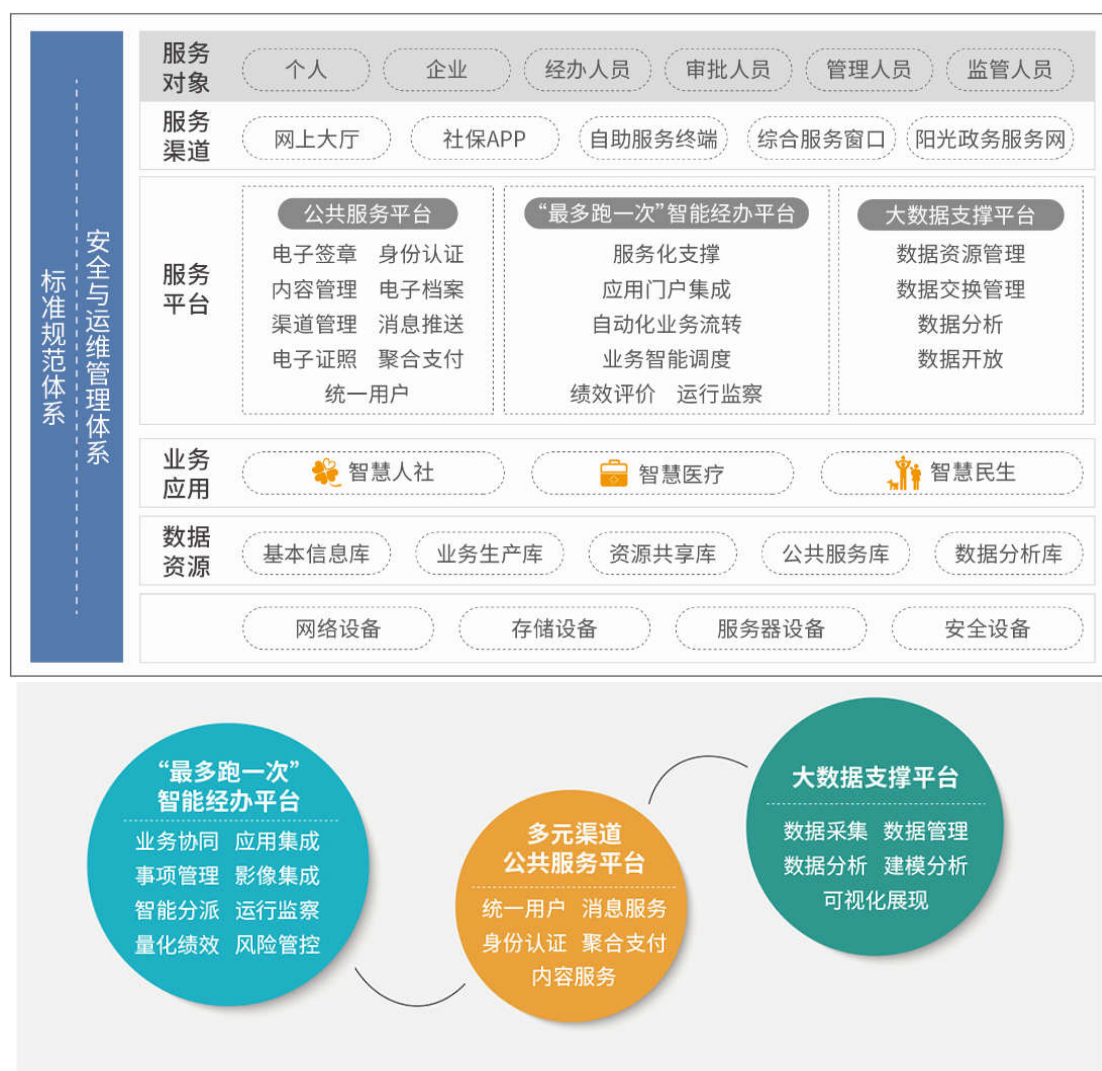 标准规范体系
安全与运维管理体系
服务
对象
个人 企业 经办人员 审批人员 管理人员 监管人员
服务
渠道
网上大厅 社保APP 自助服务终端 综合服务窗口 阳光政务服务网
服务
平台
公共服务平台
电子签章 身份认证
内容管理 电子档案
渠道管理 消息推送
电子证照 聚合支付
统一用户
“最多跑一次”智能经办平台
服务化支撑
应用门户集成
自动化业务流转
业务智能调度
绩效评价 运行监察
大数据支撑平台
数据资源管理
数据交换管理
数据分析
数据开放
业务
应用
智慧人社 智慧医疗 智慧民生
数据
资源
基本信息库 业务生产库 资源共享库 公共服务库 数据分析库
网络设备 存储设备 服务器设备 安全设备
“最多跑一次”
智能经办平台
业务协同 应用集成
事项管理 影像集成
智能分派 运行监察
量化绩效 风险管控
多元渠道
公共服务平台
统一用户 消息服务
身份认证 聚合支付
内容服务
大数据支撑平台
数据采集 数据管理
数据分析 建模分析
可视化展现